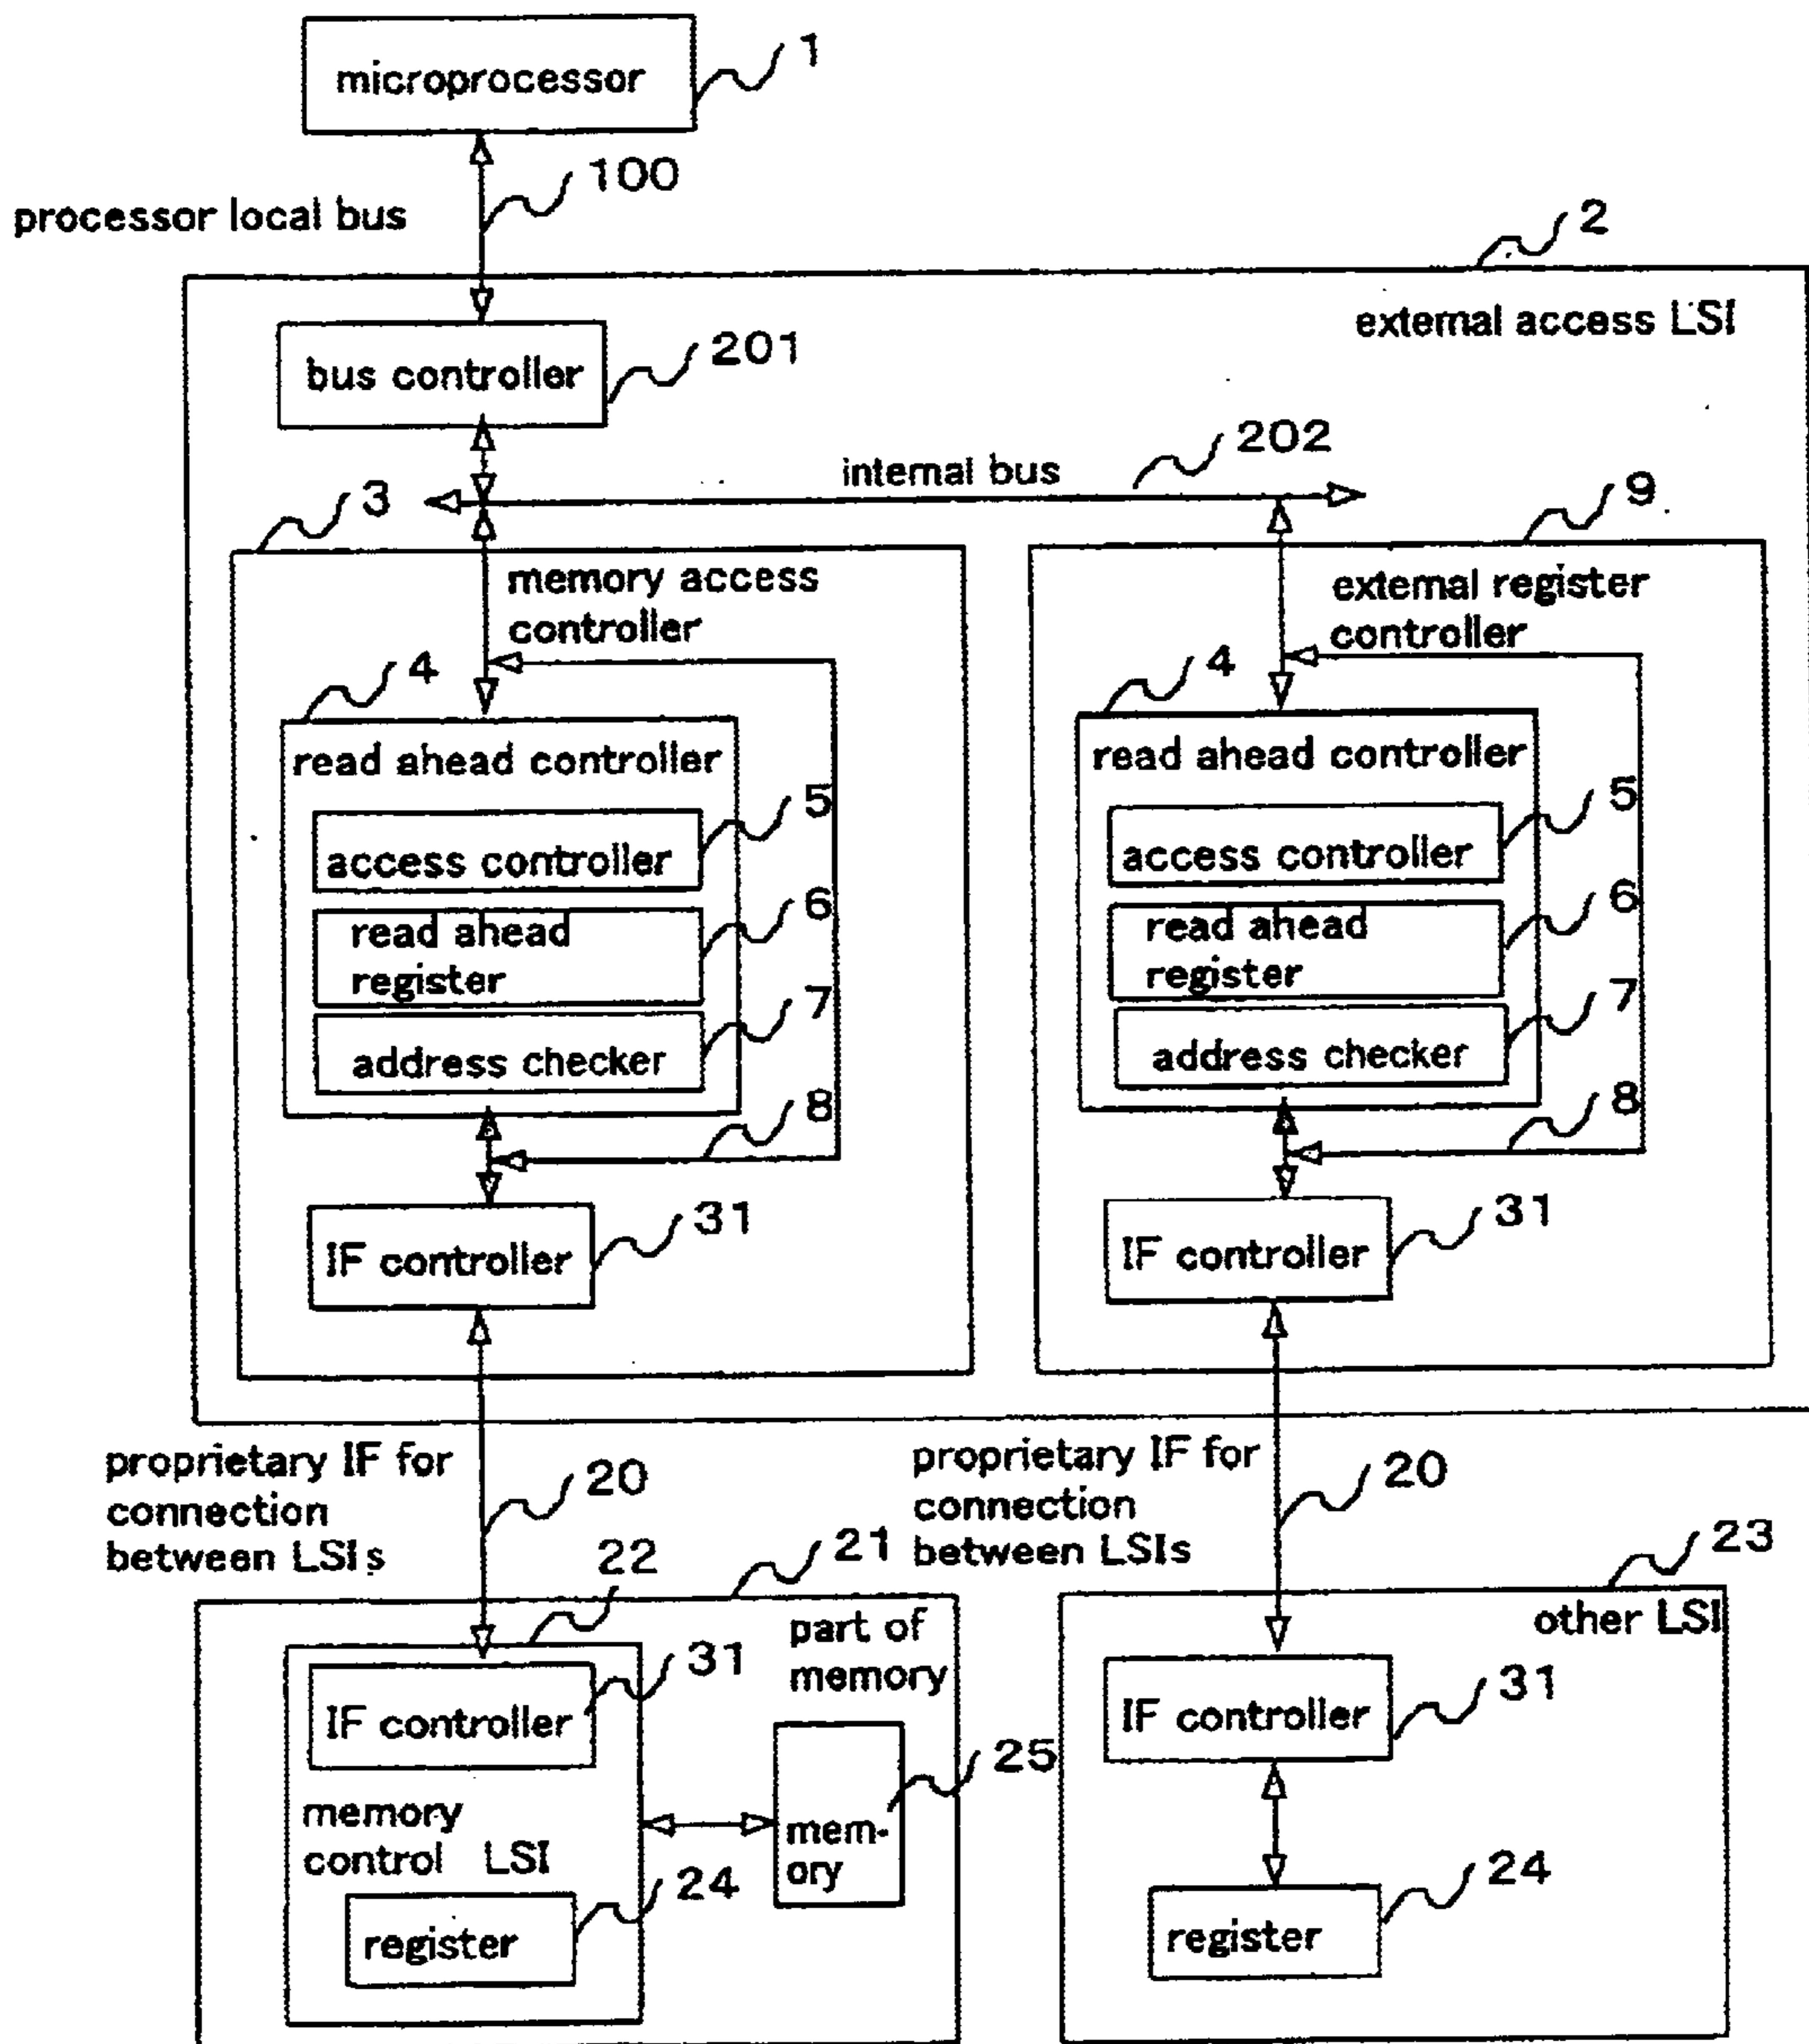 microprocessor
1
100
processor local bus
2
external access LSI
bus controller
201
202
internal bus
3
9
memory access
controller
external register
controller
4
4
read ahead controller
read ahead controller
5
5
access controller
access controller
6
6
read ahead
register
read ahead
register
7
7
address checker
address checker
8
8
31
31
IF controller
IF controller
proprietary IF for
connection
between LSIs
20
proprietary IF for
connection
between LSIs
20
22
21
23
part of
memory
other LSI
31
IF controller
31
IF controller
25
mem-
ory
memory
control LSI
24
register
24
register